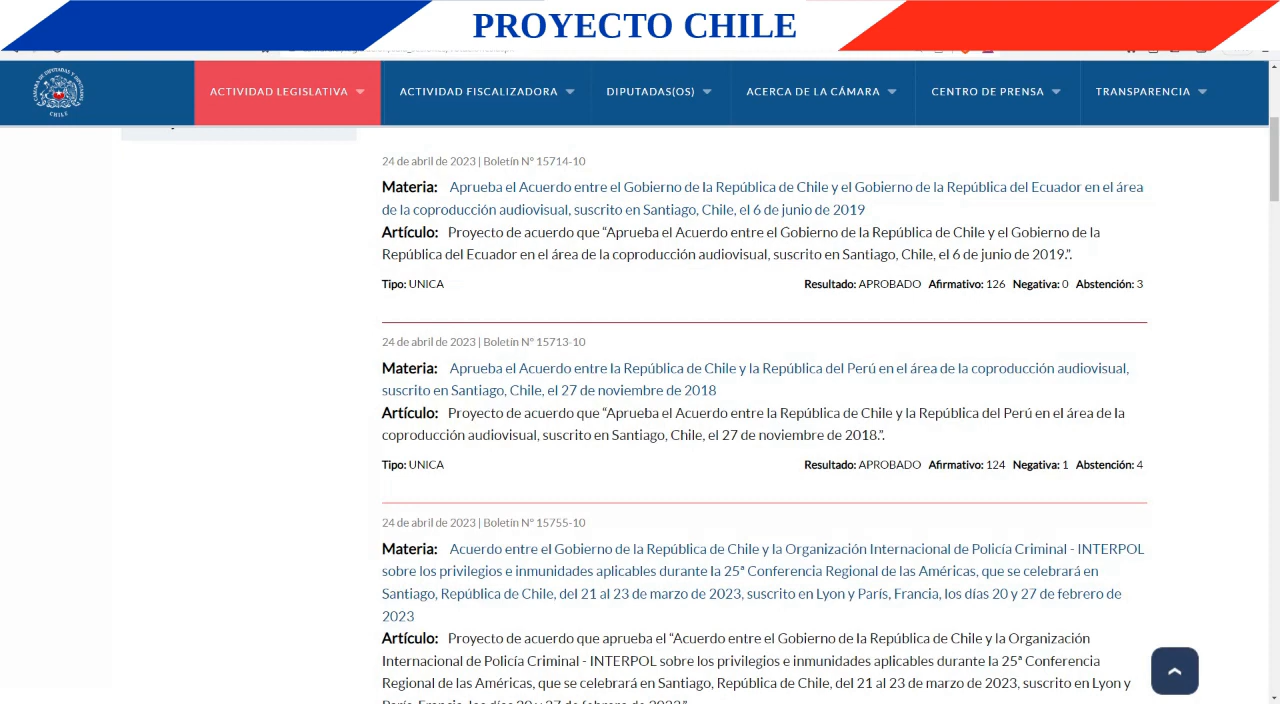 PROYECTO CHILE
CÁMARA DE DIPUTADAS Y DIPUTADOS
CHILE
ACTIVIDAD LEGISLATIVA
ACTIVIDAD FISCALIZADORA
DIPUTADAS(OS)
ACERCA DE LA CÁMARA
CENTRO DE PRENSA
TRANSPARENCIA
24 de abril de 2023 | Boletín N° 15714-10
Materia: Aprueba el Acuerdo entre el Gobierno de la República de Chile y el Gobierno de la República del Ecuador en el área
de la coproducción audiovisual, suscrito en Santiago, Chile, el 6 de junio de 2019
Artículo: Proyecto de acuerdo que “Aprueba el Acuerdo entre el Gobierno de la República de Chile y el Gobierno de la
República del Ecuador en el área de la coproducción audiovisual, suscrito en Santiago, Chile, el 6 de junio de 2019.”.
Tipo: UNICA Resultado: APROBADO Afirmativo: 126 Negativa: 0 Abstención: 3
24 de abril de 2023 | Boletín N° 15713-10
Materia: Aprueba el Acuerdo entre la República de Chile y la República del Perú en el área de la coproducción audiovisual,
suscrito en Santiago, Chile, el 27 de noviembre de 2018
Artículo: Proyecto de acuerdo que “Aprueba el Acuerdo entre la República de Chile y la República del Perú en el área de la
coproducción audiovisual, suscrito en Santiago, Chile, el 27 de noviembre de 2018.”.
Tipo: UNICA Resultado: APROBADO Afirmativo: 124 Negativa: 1 Abstención: 4
24 de abril de 2023 | Boletín N° 15755-10
Materia: Acuerdo entre el Gobierno de la República de Chile y la Organización Internacional de Policía Criminal - INTERPOL
sobre los privilegios e inmunidades aplicables durante la 25ª Conferencia Regional de las Américas, que se celebrará en
Santiago, República de Chile, del 21 al 23 de marzo de 2023, suscrito en Lyon y París, Francia, los días 20 y 27 de febrero de
2023
Artículo: Proyecto de acuerdo que aprueba el “Acuerdo entre el Gobierno de la República de Chile y la Organización
Internacional de Policía Criminal - INTERPOL sobre los privilegios e inmunidades aplicables durante la 25ª Conferencia
Regional de las Américas, que se celebrará en Santiago, República de Chile, del 21 al 23 de marzo de 2023, suscrito en Lyon y
París, Francia, los días 20 y 27 de febrero de 2023”